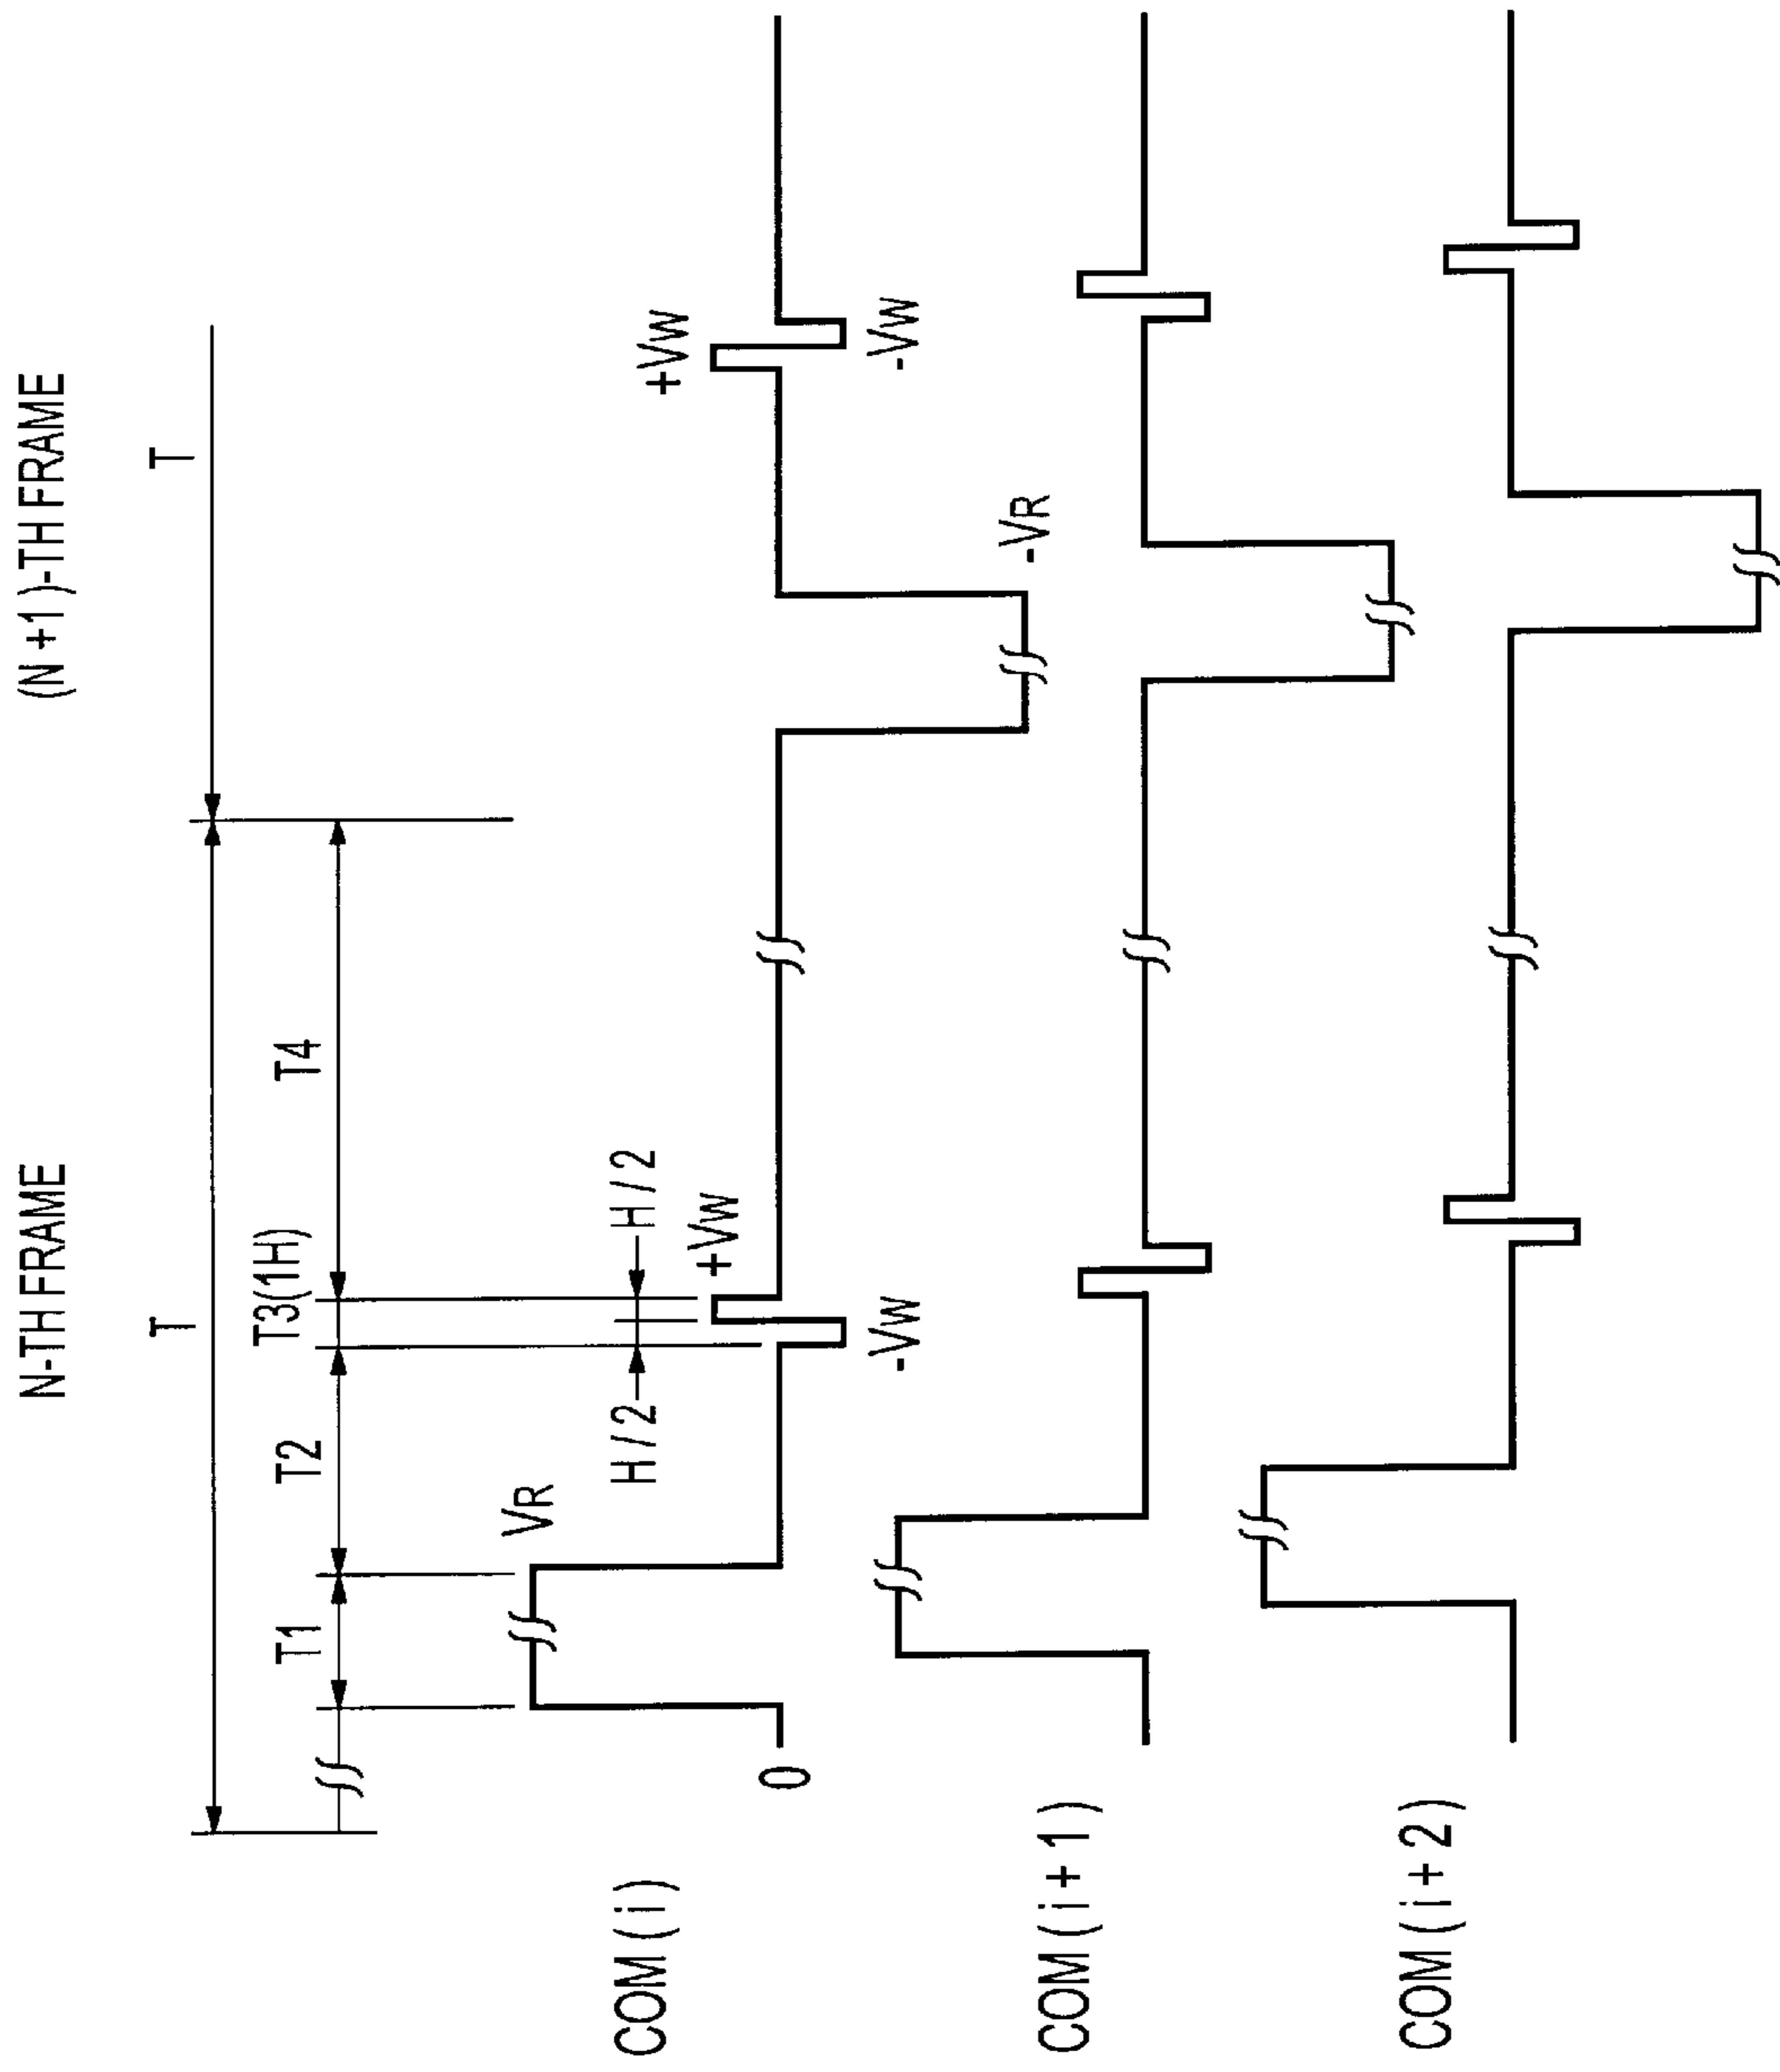 N-TH FRAME
(N+1)-TH FRAME
T
T
T1
T2
T3(1H)
T4
COM(i)
0
VR
H/2
H/2
-VW
+VW
-VR
+VW
-VW
COM(i+1)
COM(i+2)